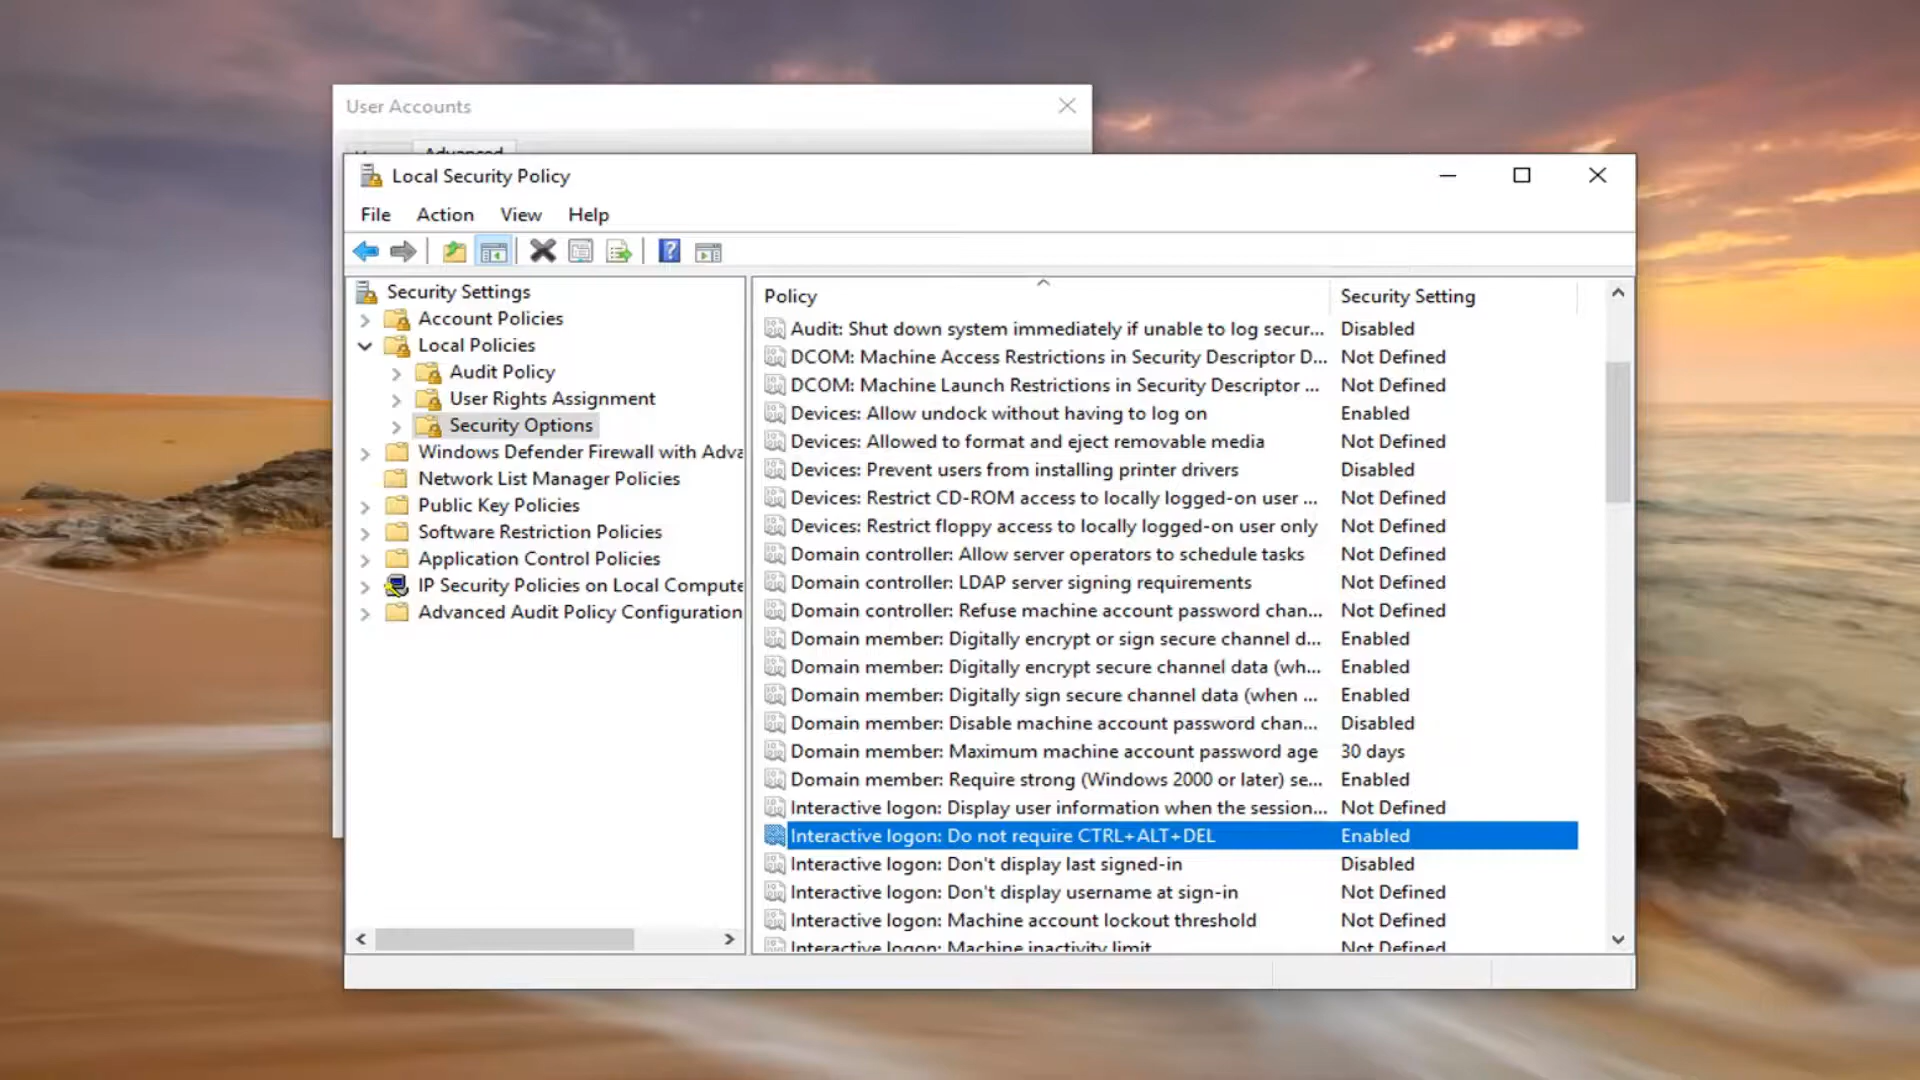 User Accounts
Advanced
Local Security Policy
File Action View Help
Security Settings
Account Policies
Local Policies
Audit Policy
User Rights Assignment
Security Options
Windows Defender Firewall with Adva
Network List Manager Policies
Public Key Policies
Software Restriction Policies
Application Control Policies
IP Security Policies on Local Compute
Advanced Audit Policy Configuration
Policy Security Setting
Audit: Shut down system immediately if unable to log secur... Disabled
DCOM: Machine Access Restrictions in Security Descriptor D... Not Defined
DCOM: Machine Launch Restrictions in Security Descriptor ... Not Defined
Devices: Allow undock without having to log on Enabled
Devices: Allowed to format and eject removable media Not Defined
Devices: Prevent users from installing printer drivers Disabled
Devices: Restrict CD-ROM access to locally logged-on user ... Not Defined
Devices: Restrict floppy access to locally logged-on user only Not Defined
Domain controller: Allow server operators to schedule tasks Not Defined
Domain controller: LDAP server signing requirements Not Defined
Domain controller: Refuse machine account password chan... Not Defined
Domain member: Digitally encrypt or sign secure channel d... Enabled
Domain member: Digitally encrypt secure channel data (wh... Enabled
Domain member: Digitally sign secure channel data (when ... Enabled
Domain member: Disable machine account password chan... Disabled
Domain member: Maximum machine account password age 30 days
Domain member: Require strong (Windows 2000 or later) se... Enabled
Interactive logon: Display user information when the session... Not Defined
Interactive logon: Do not require CTRL+ALT+DEL Enabled
Interactive logon: Don't display last signed-in Disabled
Interactive logon: Don't display username at sign-in Not Defined
Interactive logon: Machine account lockout threshold Not Defined
Interactive logon: Machine inactivity limit Not Defined